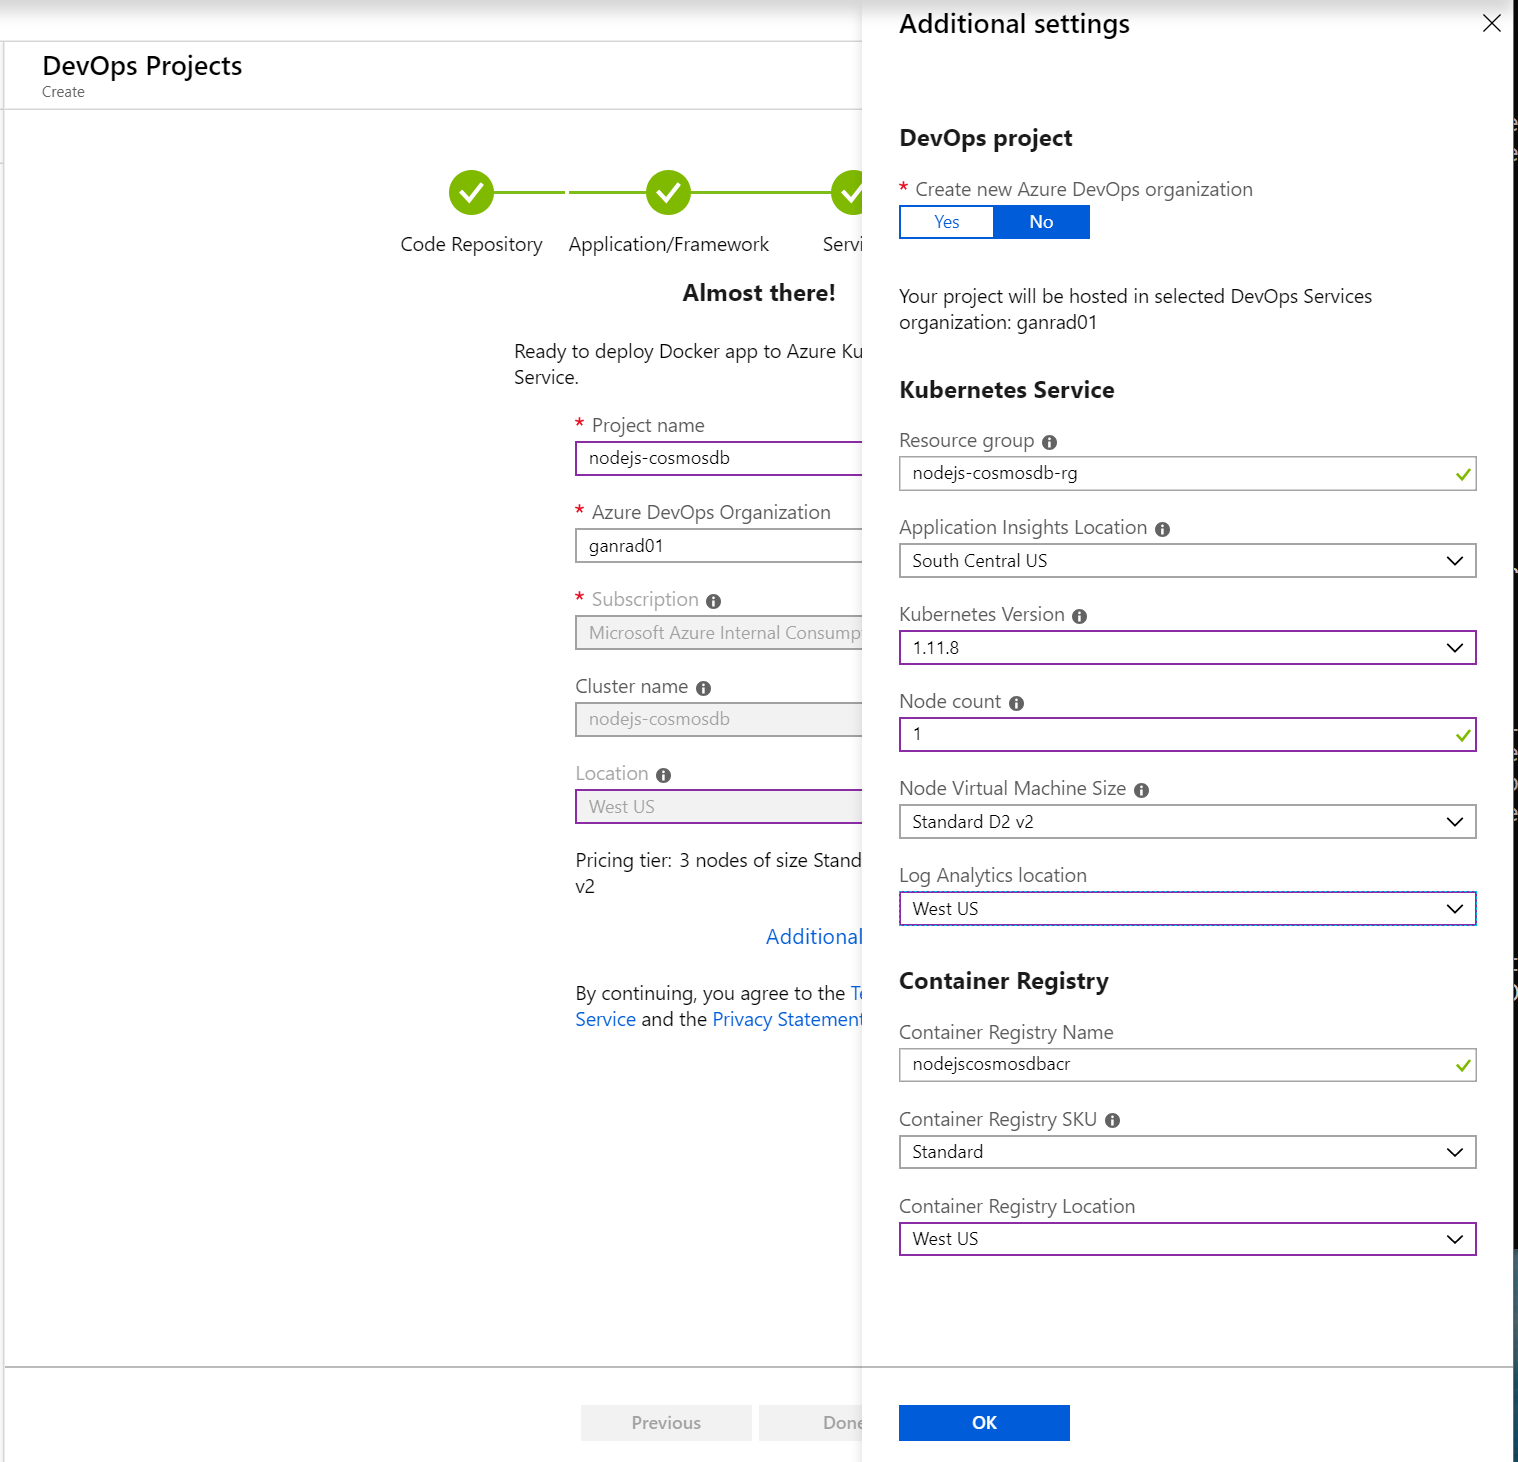 DevOps Projects
Create
Code Repository
Application/Framework
Almost there!
Ready to deploy Docker app to Azure
Service.
* Project name
nodejs-cosmosdb
* Azure DevOps Organization
ganrad01
* Subscription
Microsoft Azure Internal
Cluster name
nodejs-cosmosdb
Location
West US
Pricing tier: 3 nodes of size
v2
Additional
By continuing, you agree to the
Service and the Privacy Statement
Previous
Additional settings
DevOps project
* Create new Azure DevOps organization
Yes
No
Your project will be hosted in selected DevOps Services
organization: ganrad01
Kubernetes Service
Resource group
nodejs-cosmosdb-rg
Application Insights Location
South Central US
Kubernetes Version
1.11.8
Node count
1
Node Virtual Machine Size
Standard D2 v2
Log Analytics location
West US
Container Registry
Container Registry Name
nodejscosmosdbacr
Container Registry SKU
Standard
Container Registry Location
West US
OK